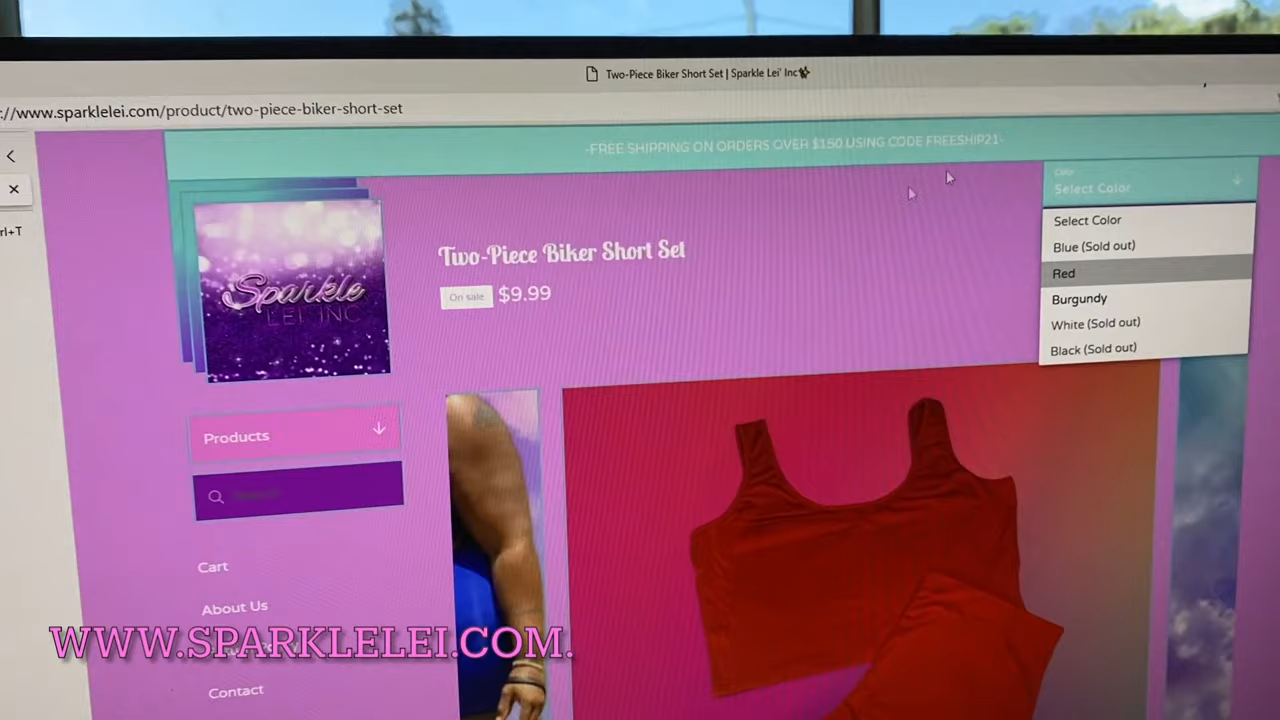 Two-Piece Biker Short Set | Sparkle Lei' Inc✨
://www.sparklelei.com/product/two-piece-biker-short-set
-FREE SHIPPING ON ORDERS OVER $150 USING CODE FREESHIP21-
rl+T
Color
Select Color
Select Color
Blue (Sold out)
Red
Burgundy
White (Sold out)
Black (Sold out)
Sparkle
LEI' INC
Two-Piece Biker Short Set
On sale $9.99
Products
Cart
About Us
WWW.SPARKLELEI.COM.
Contact